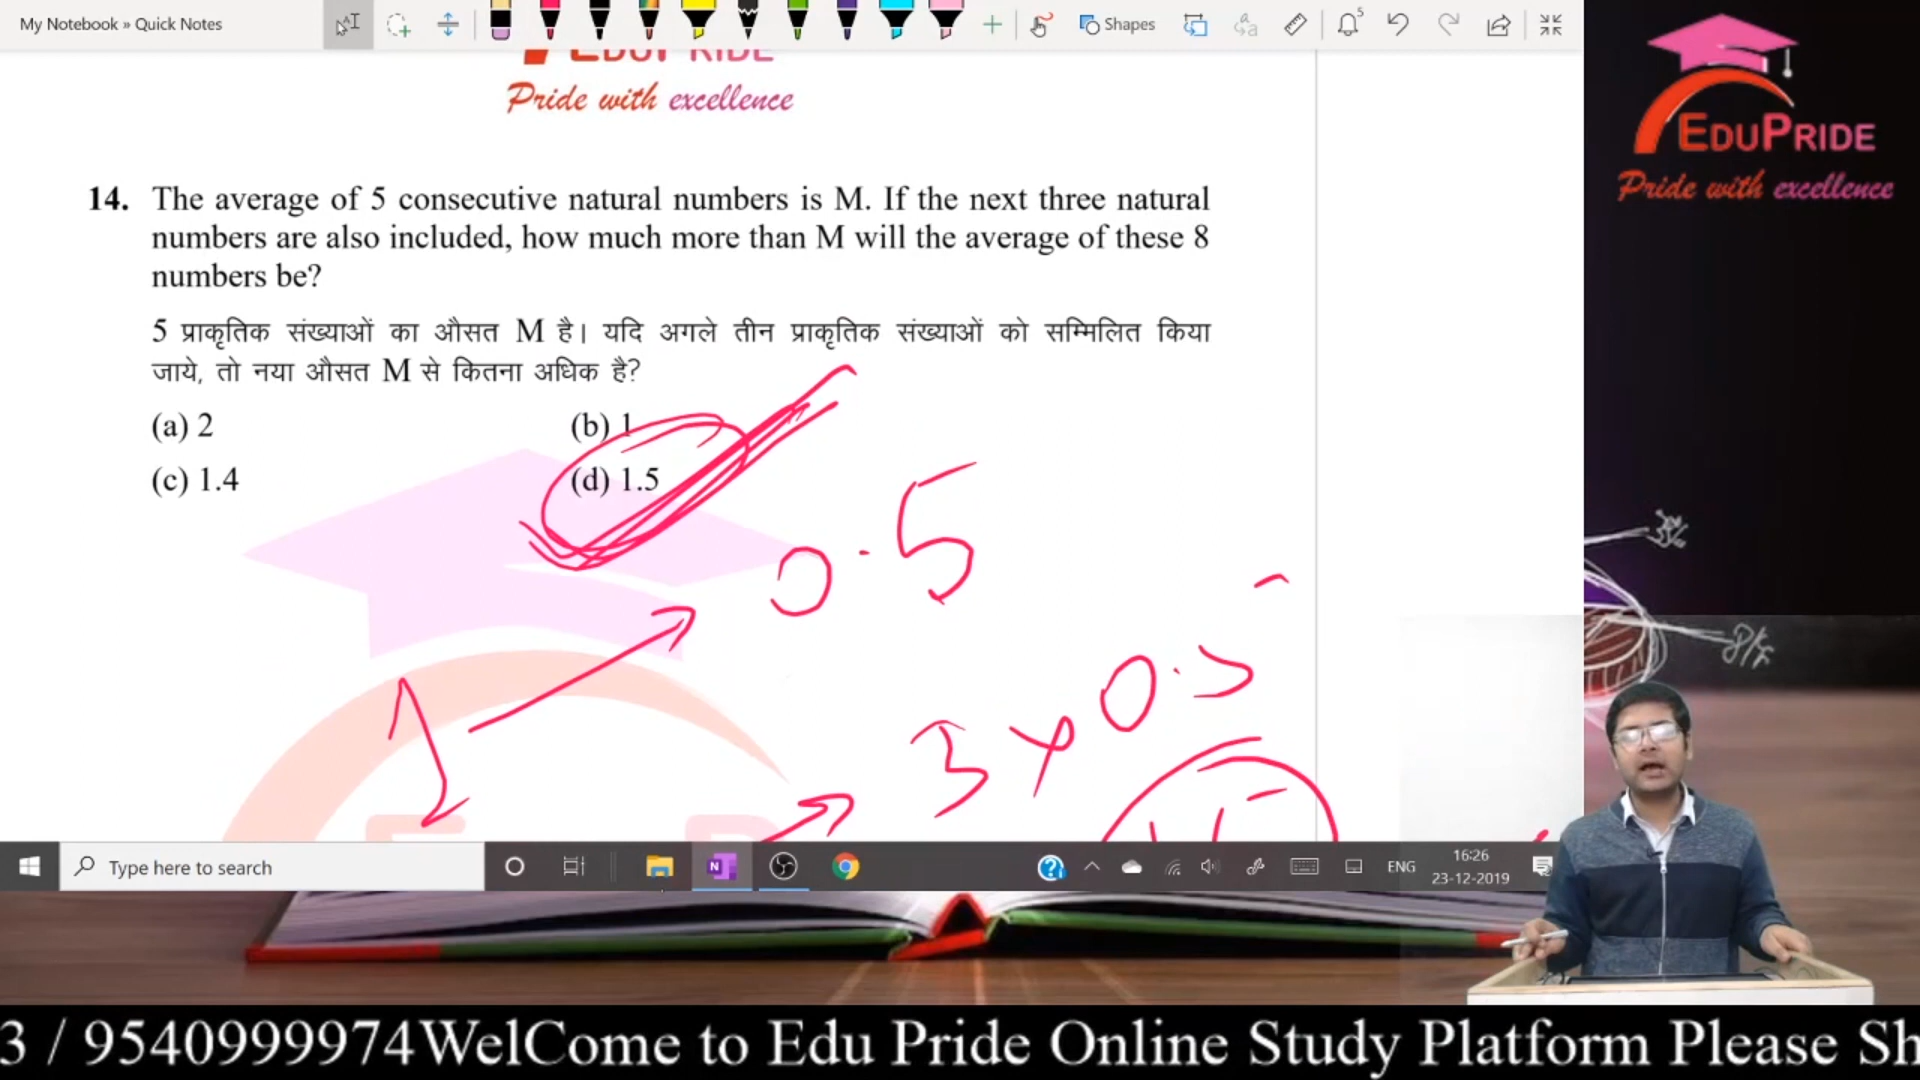 My Notebook » Quick Notes
Shapes
5
EDUPRIDE
Pride with excellence
EDUPRIDE
Pride with excellence
14. The average of 5 consecutive natural numbers is M. If the next three natural
numbers are also included, how much more than M will the average of these 8
numbers be?
5 प्राकृतिक संख्याओं का औसत M है। यदि अगले तीन प्राकृतिक संख्याओं को सम्मिलित किया
जाये, तो नया औसत M से कितना अधिक है?
(a) 2 (b) 1
(c) 1.4 (d) 1.5
0.5
1
3 x 0.5
Type here to search
ENG
16:26
23-12-2019
3 / 9540999974WelCome to Edu Pride Online Study Platform Please Sh